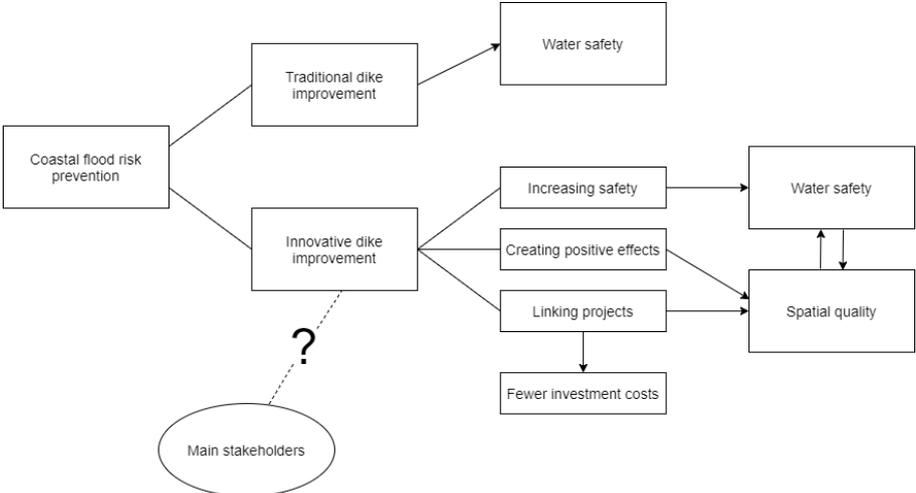 Water safety
Traditional dike
improvement
Coastal flood risk
prevention
Increasing safety
Water safety
Innovative dike
improvement
Creating positive effects
Linking projects
Spatial quality
?
Fewer investment costs
Main stakeholders